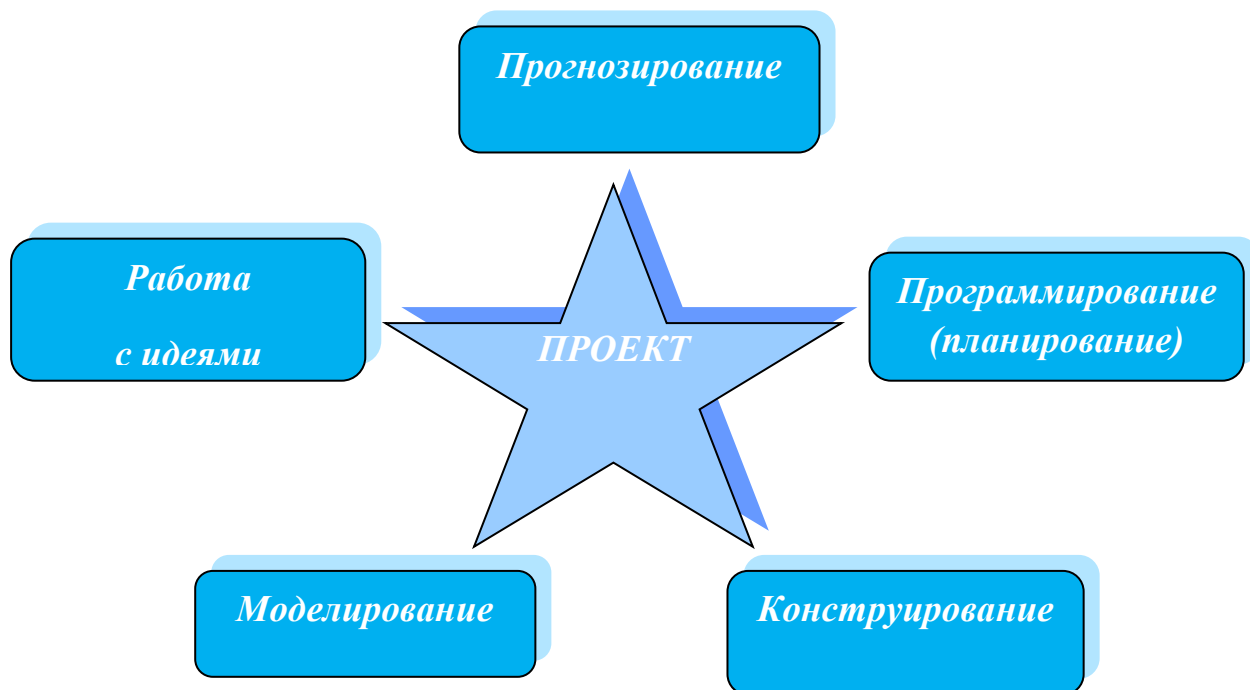 Прогнозирование
Работа
с идеями
Программирование
(планирование)
ПРОЕКТ
Моделирование
Конструирование